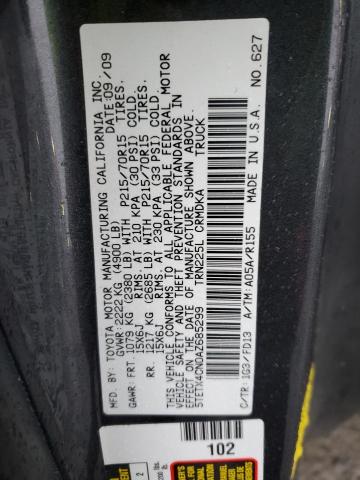 MFD. BY: TOYOTA MOTOR MANUFACTURING CALIFORNIA INC.
GVWR: 2222 KG (4900 LB) DATE: 09/09
GAWR: FRT. 1079 KG (2380 LB) WITH P215/70R15 TIRES.
15X6J RIMS. AT 210 KPA (30 PSI) COLD.
RR. 1217 KG (2685 LB) WITH P215/70R15 TIRES.
15X6J RIMS. AT 230 KPA (33 PSI) COLD.
THIS VEHICLE CONFORMS TO ALL APPLICABLE FEDERAL MOTOR
VEHICLE SAFETY AND THEFT PREVENTION STANDARDS IN
EFFECT ON THE DATE OF MANUFACTURE SHOWN ABOVE.
5TETX4CN0AZ685299 TRN225L CRMDKA TRUCK
C/TR: 1G3/FD13 A/TM: A05A/R155 MADE IN U.S.A. NO. 627
102